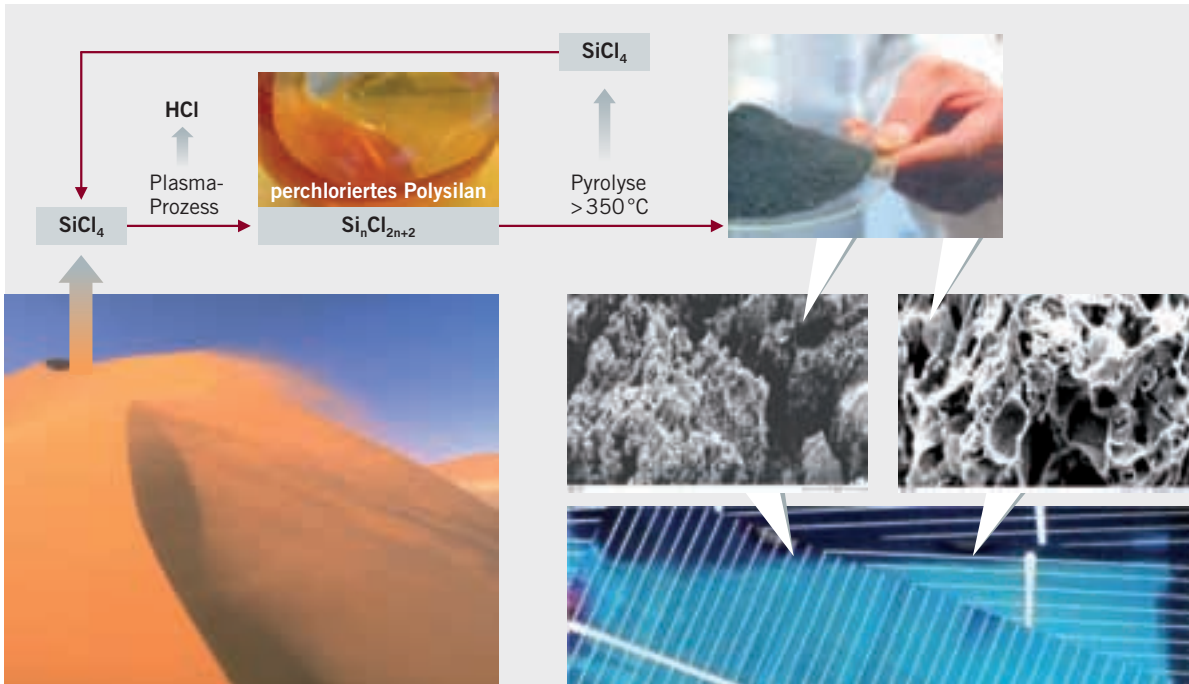 SiCl₄
HCl
Plasma-
Prozess
perchloriertes Polysilan
SiₙCl₂ₙ₊₂
Pyrolyse
>350°C
SiCl₄